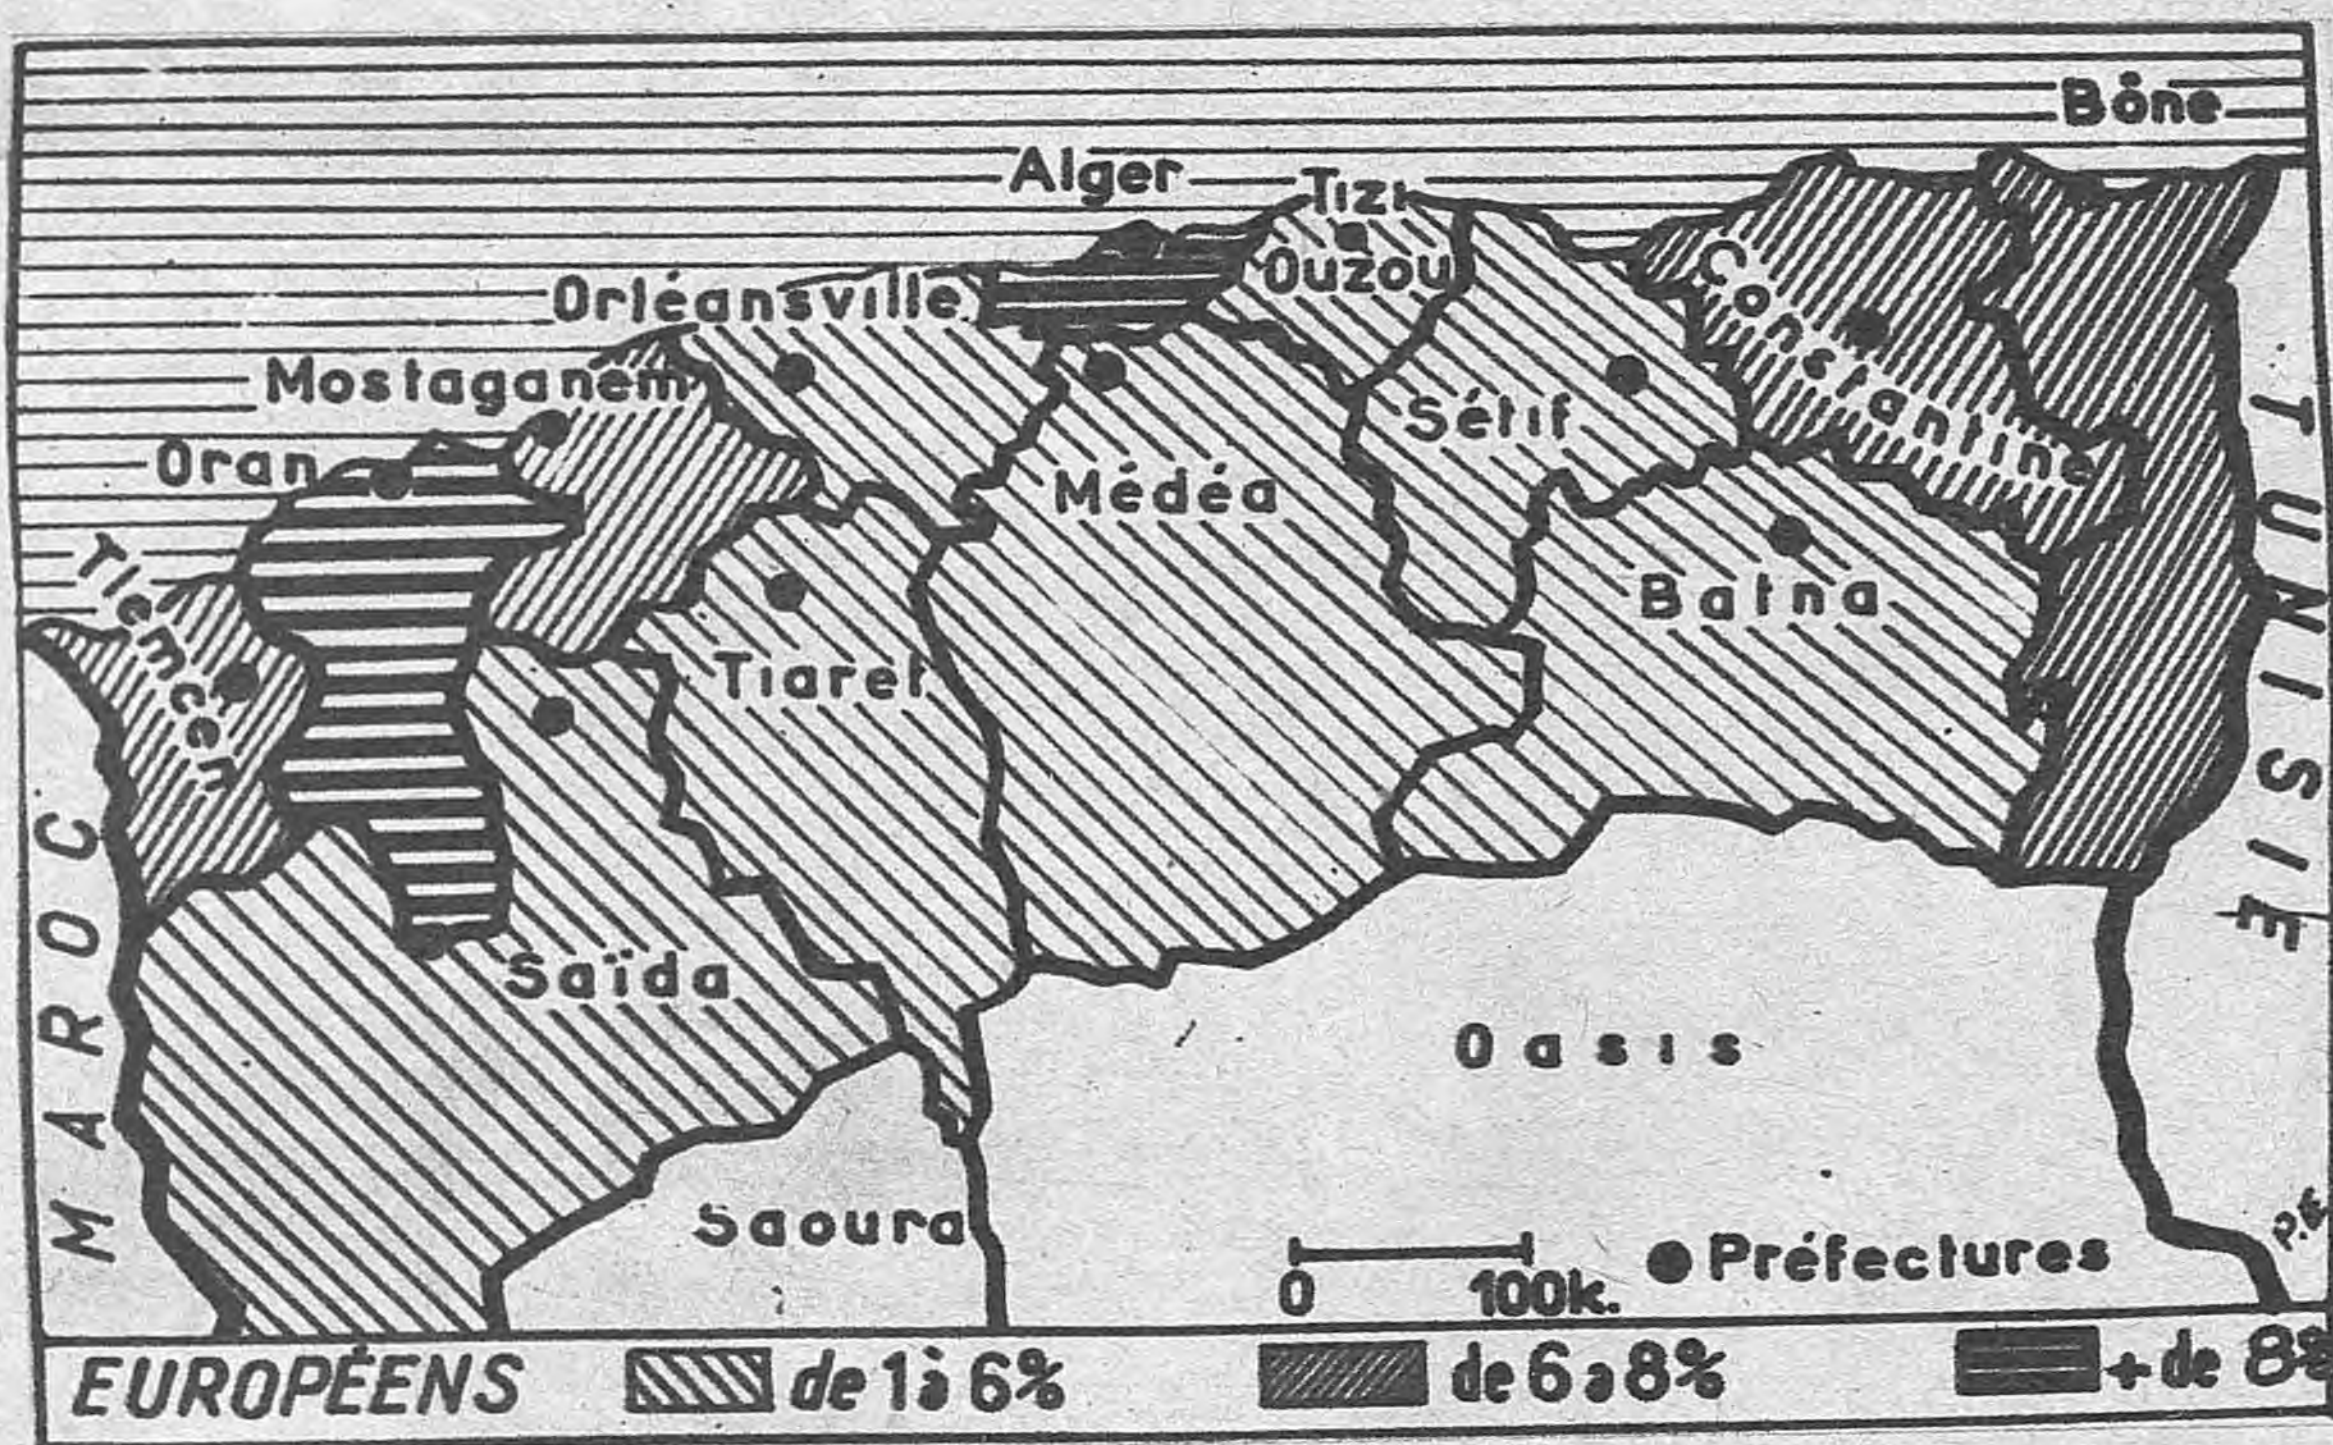 Bône
Alger
Tizi
Ouzou
Orléansville
Constantine
Mostaganem
Sétif
Oran
Médéa
Tlemcen
Batna
Tiaret
TUNISIE
MAROC
Saïda
Oasis
Saoura
0 100k.
Préfectures
P.E.
EUROPÉENS de 1 à 6% de 6 à 8% + de 8%